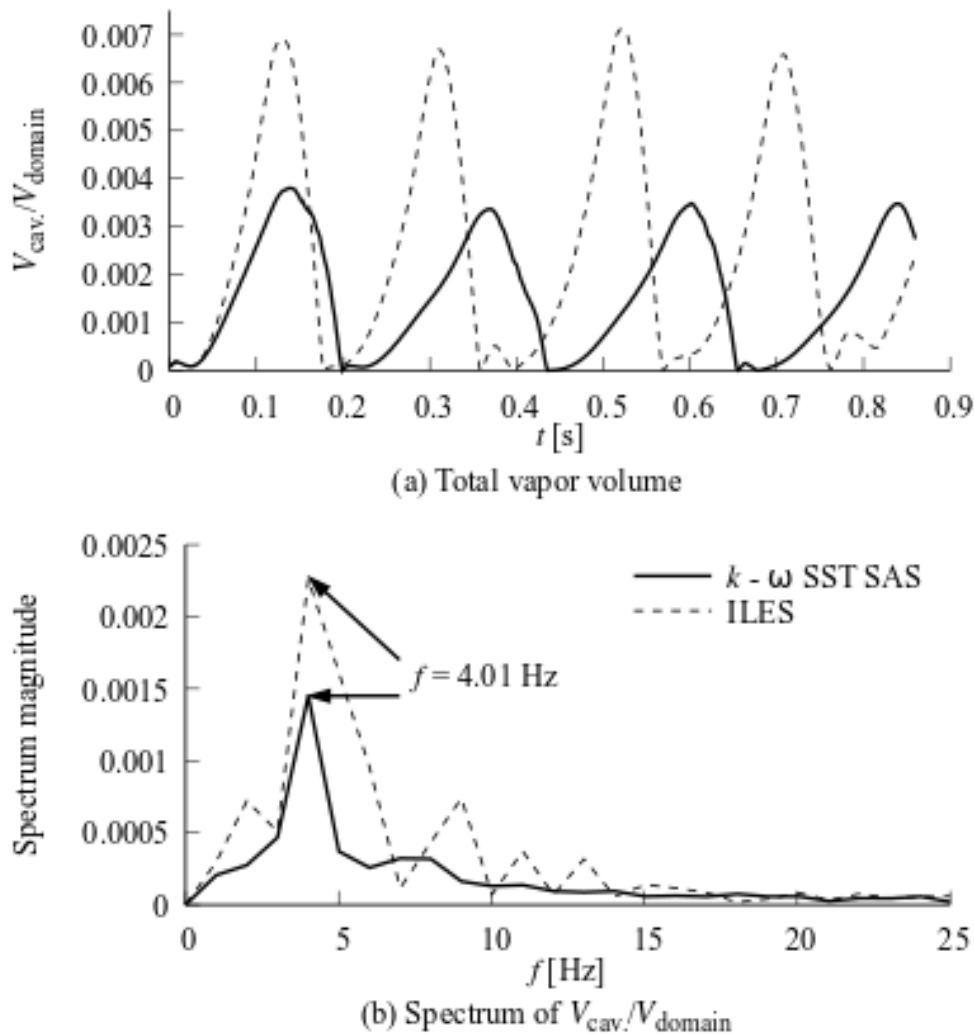 0.007
0.006
0.005
0.004
0.003
0.002
0.001
0
V_cav./V_domain
0 0.1 0.2 0.3 0.4 0.5 0.6 0.7 0.8 0.9
t [s]
(a) Total vapor volume
0.0025
0.002
0.0015
0.001
0.0005
0
Spectrum magnitude
k - ω SST SAS
ILES
f = 4.01 Hz
0 5 10 15 20 25
f [Hz]
(b) Spectrum of V_cav./V_domain